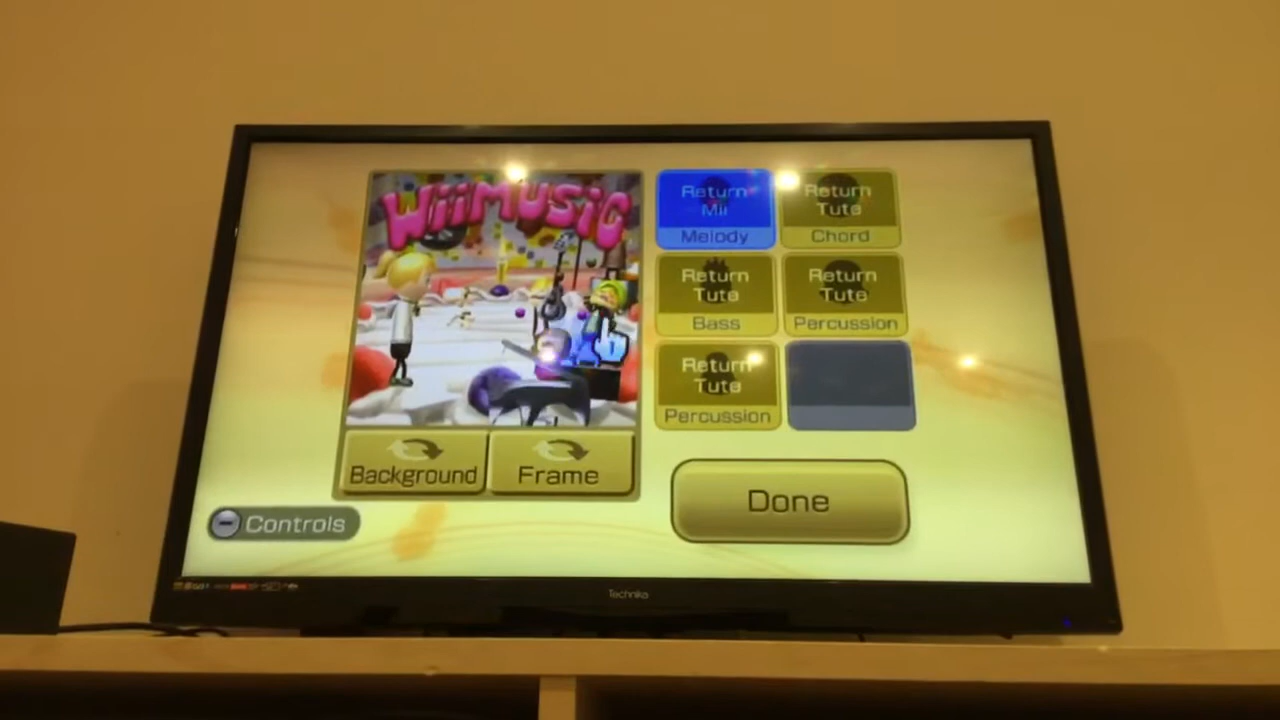 WiiMusic
Return
Mii
Melody
Return
Tute
Chord
Return
Tute
Bass
Return
Tute
Percussion
Return
Tute
Percussion
Background
Frame
Done
Controls
Technika